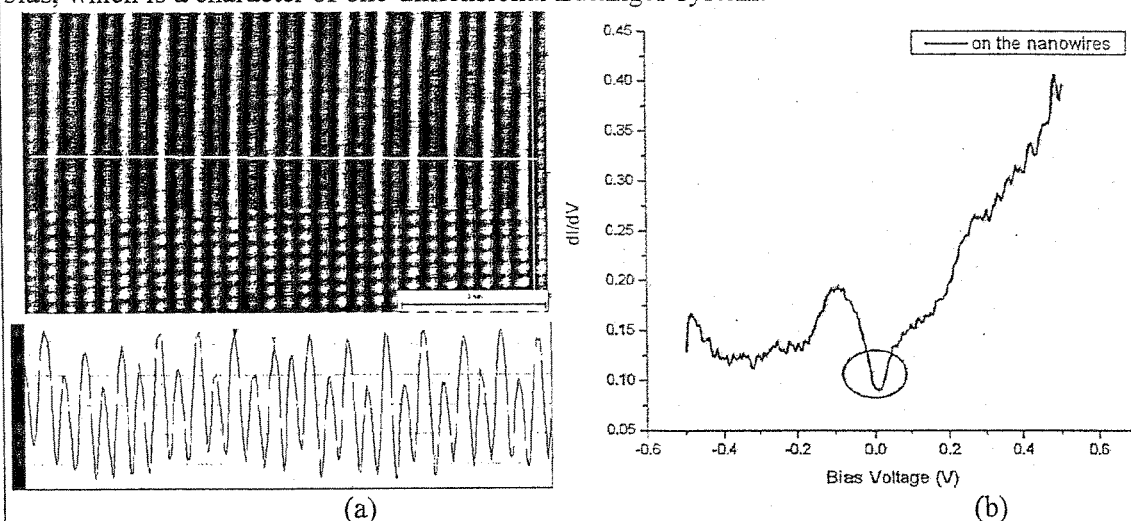 bias, which is a character of one-dimensional Luttinger system.
on the nanowires
0.45
0.40
0.35
0.30
0.25
0.20
0.15
0.10
0.05
dI/dV
-0.6 -0.4 -0.2 0.0 0.2 0.4 0.6
Bias Voltage (V)
(a) (b)